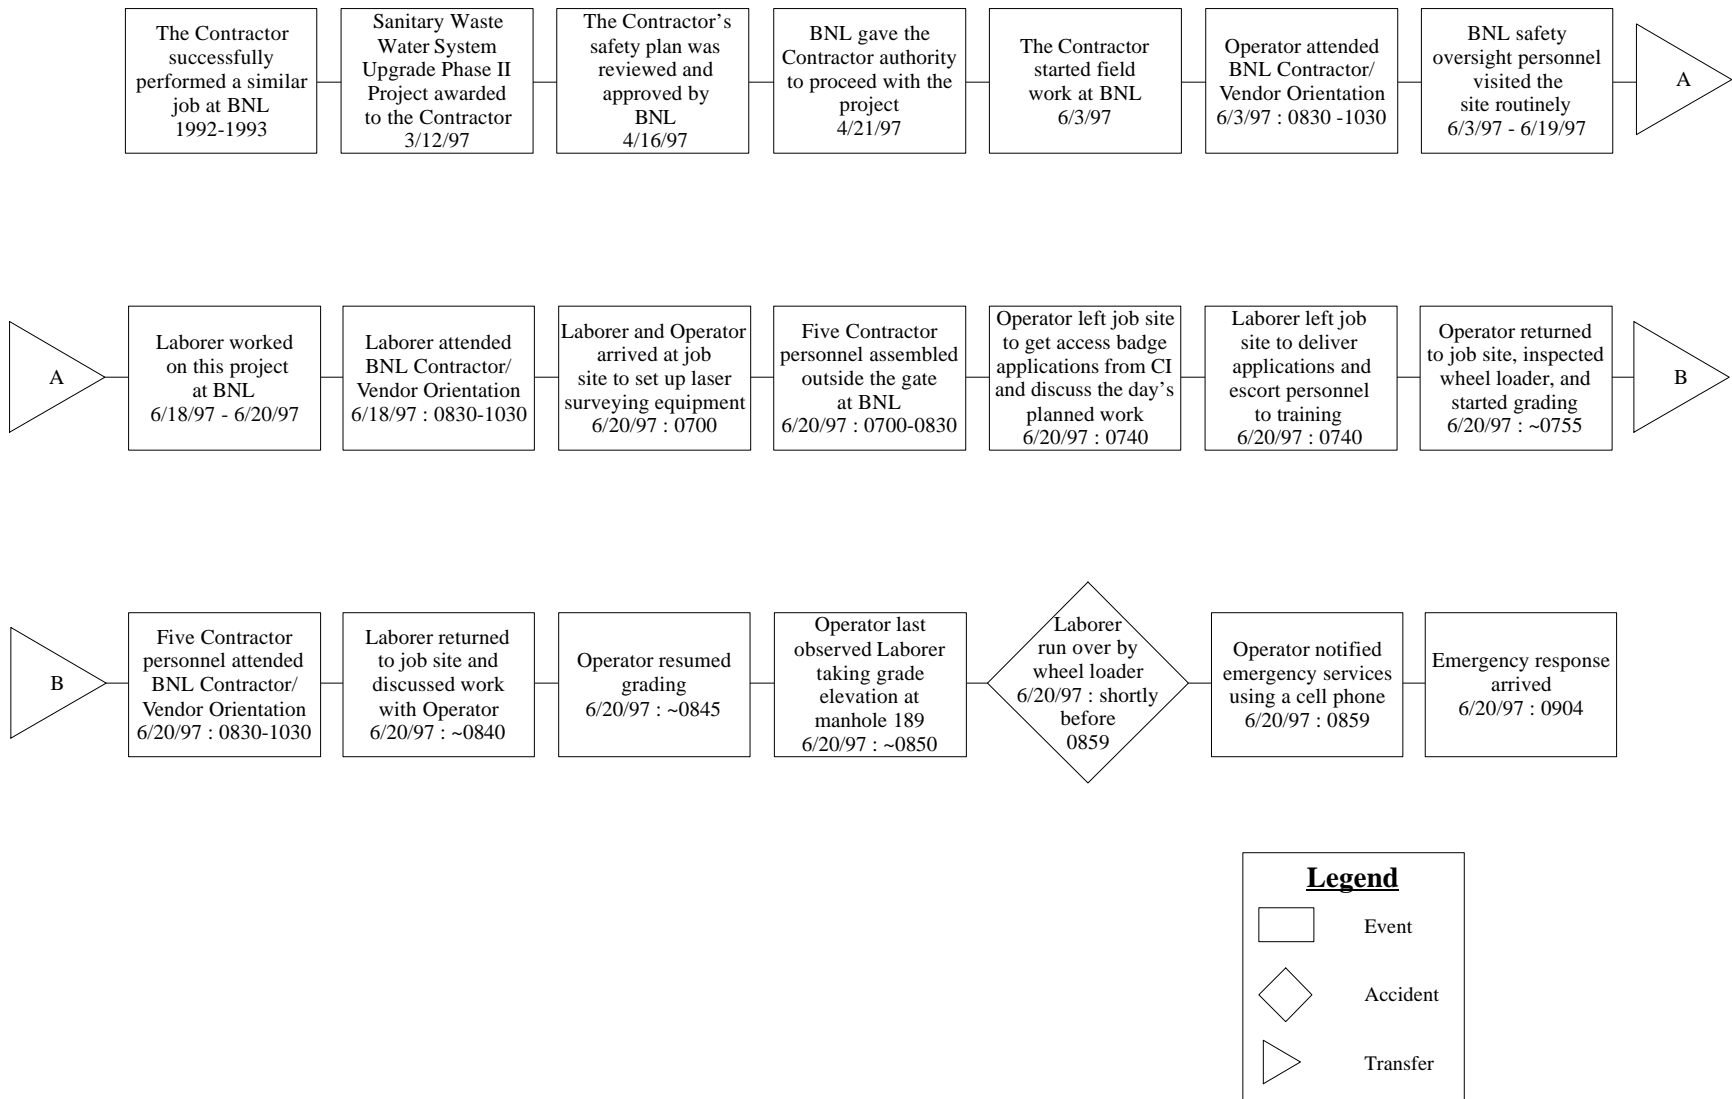 The Contractor
successfully
performed a similar
job at BNL
1992-1993
Sanitary Waste
Water System
Upgrade Phase II
Project awarded
to the Contractor
3/12/97
The Contractor's
safety plan was
reviewed and
approved by
BNL
4/16/97
BNL gave the
Contractor authority
to proceed with the
project
4/21/97
The Contractor
started field
work at BNL
6/3/97
Operator attended
BNL Contractor/
Vendor Orientation
6/3/97 : 0830 -1030
BNL safety
oversight personnel
visited the
site routinely
6/3/97 - 6/19/97
A
A
Laborer worked
on this project
at BNL
6/18/97 - 6/20/97
Laborer attended
BNL Contractor/
Vendor Orientation
6/18/97 : 0830-1030
Laborer and Operator
arrived at job
site to set up laser
surveying equipment
6/20/97 : 0700
Five Contractor
personnel assembled
outside the gate
at BNL
6/20/97 : 0700-0830
Operator left job site
to get access badge
applications from CI
and discuss the day's
planned work
6/20/97 : 0740
Laborer left job
site to deliver
applications and
escort personnel
to training
6/20/97 : 0740
Operator returned
to job site, inspected
wheel loader, and
started grading
6/20/97 : ~0755
B
B
Five Contractor
personnel attended
BNL Contractor/
Vendor Orientation
6/20/97 : 0830-1030
Laborer returned
to job site and
discussed work
with Operator
6/20/97 : ~0840
Operator resumed
grading
6/20/97 : ~0845
Operator last
observed Laborer
taking grade
elevation at
manhole 189
6/20/97 : ~0850
Laborer
run over by
wheel loader
6/20/97 : shortly
before
0859
Operator notified
emergency services
using a cell phone
6/20/97 : 0859
Emergency response
arrived
6/20/97 : 0904
Legend
Event
Accident
Transfer